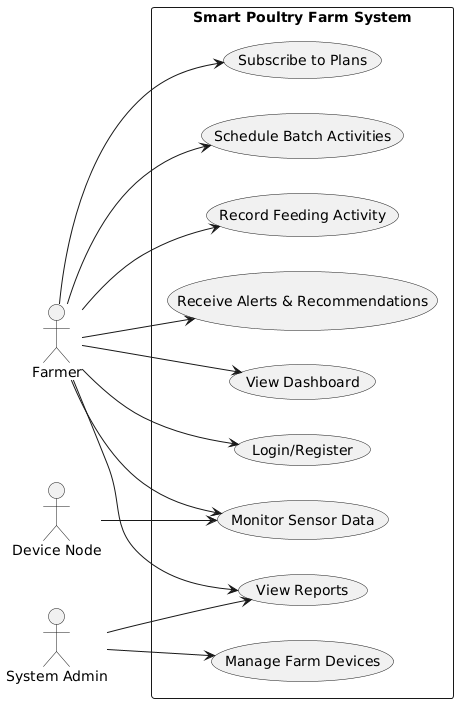 Smart Poultry Farm System
Subscribe to Plans
Schedule Batch Activities
Record Feeding Activity
Receive Alerts & Recommendations
Farmer
View Dashboard
Login/Register
Monitor Sensor Data
Device Node
View Reports
Manage Farm Devices
System Admin